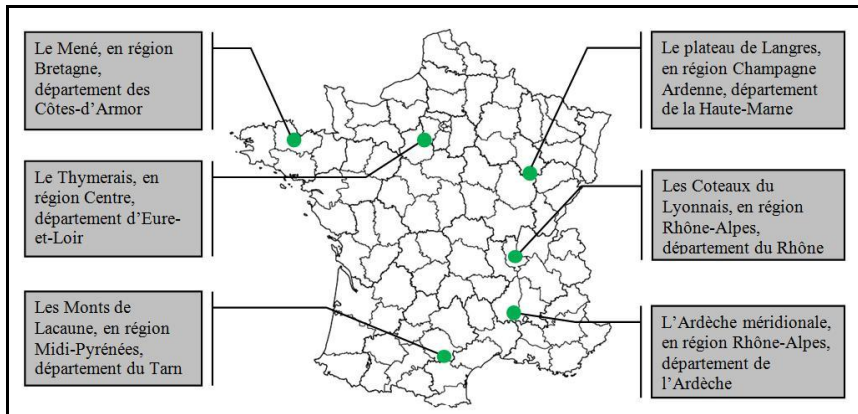 Le Mené, en région
Bretagne,
département des
Côtes-d’Armor
Le plateau de Langres,
en région Champagne
Ardenne, département
de la Haute-Marne
Le Thymerais, en
région Centre,
département d’Eure-
et-Loir
Les Coteaux du
Lyonnais, en région
Rhône-Alpes,
département du Rhône
Les Monts de
Lacaune, en région
Midi-Pyrénées,
département du Tarn
L’Ardèche méridionale,
en région Rhône-Alpes,
département de
l’Ardèche